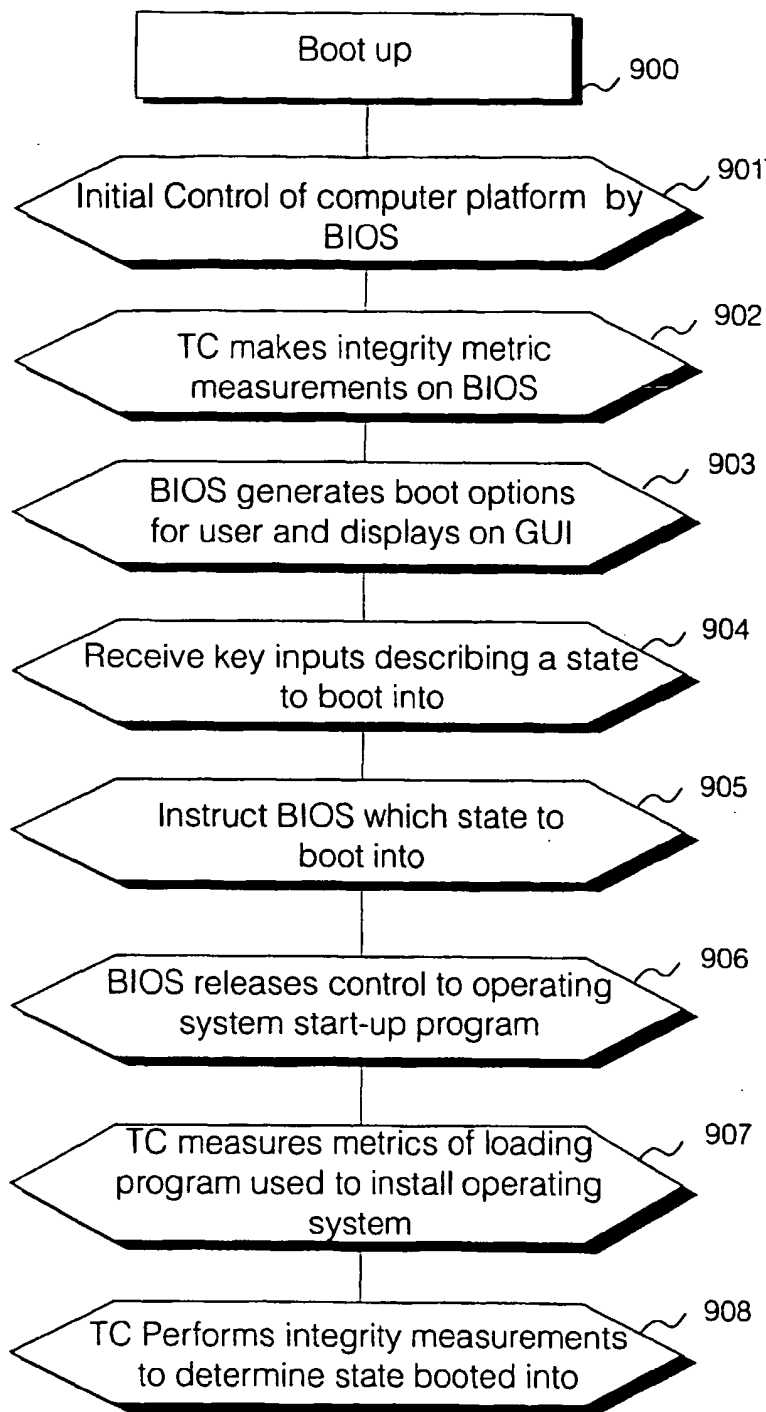 Boot up
900
901
Initial Control of computer platform by
BIOS
902
TC makes integrity metric
measurements on BIOS
903
BIOS generates boot options
for user and displays on GUI
904
Receive key inputs describing a state
to boot into
905
Instruct BIOS which state to
boot into
906
BIOS releases control to operating
system start-up program
907
TC measures metrics of loading
program used to install operating
system
908
TC Performs integrity measurements
to determine state booted into